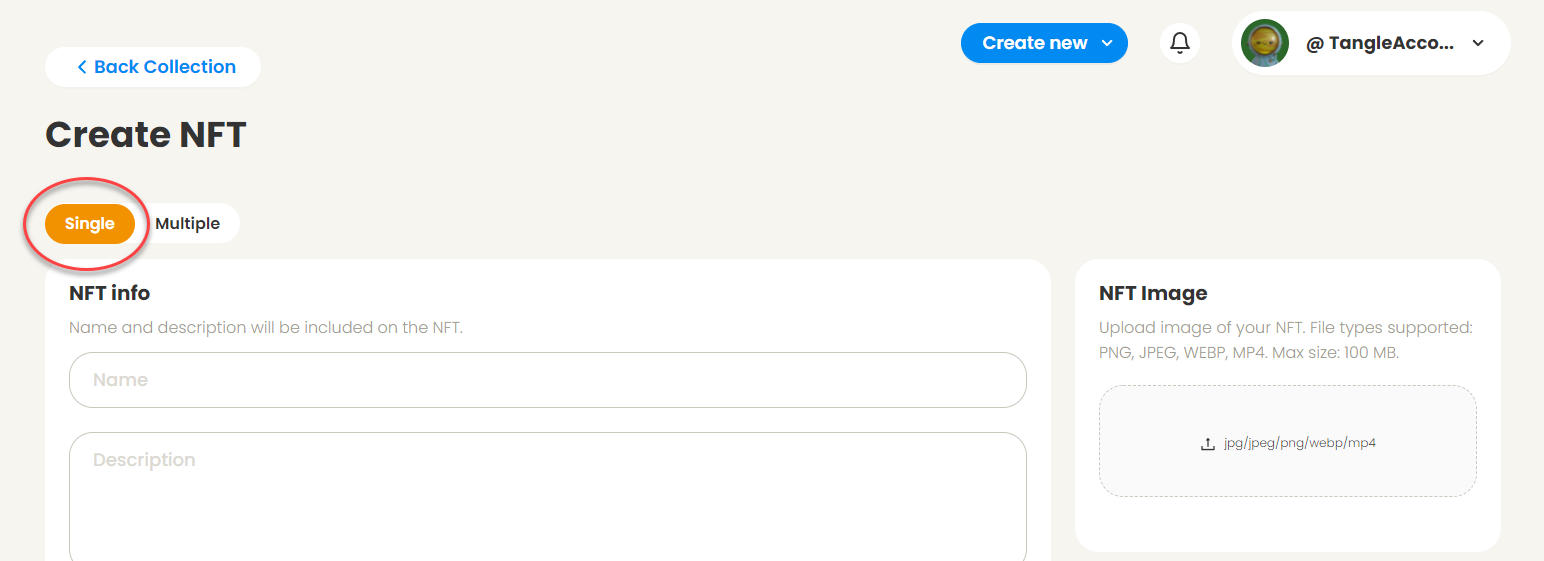 Back Collection
Create new
@ TangleAcco...
Create NFT
Single
Multiple
NFT info
Name and description will be included on the NFT.
Name
Description
NFT Image
Upload image of your NFT. File types supported:
PNG, JPEG, WEBP, MP4. Max size: 100 MB.
jpg/jpeg/png/webp/mp4